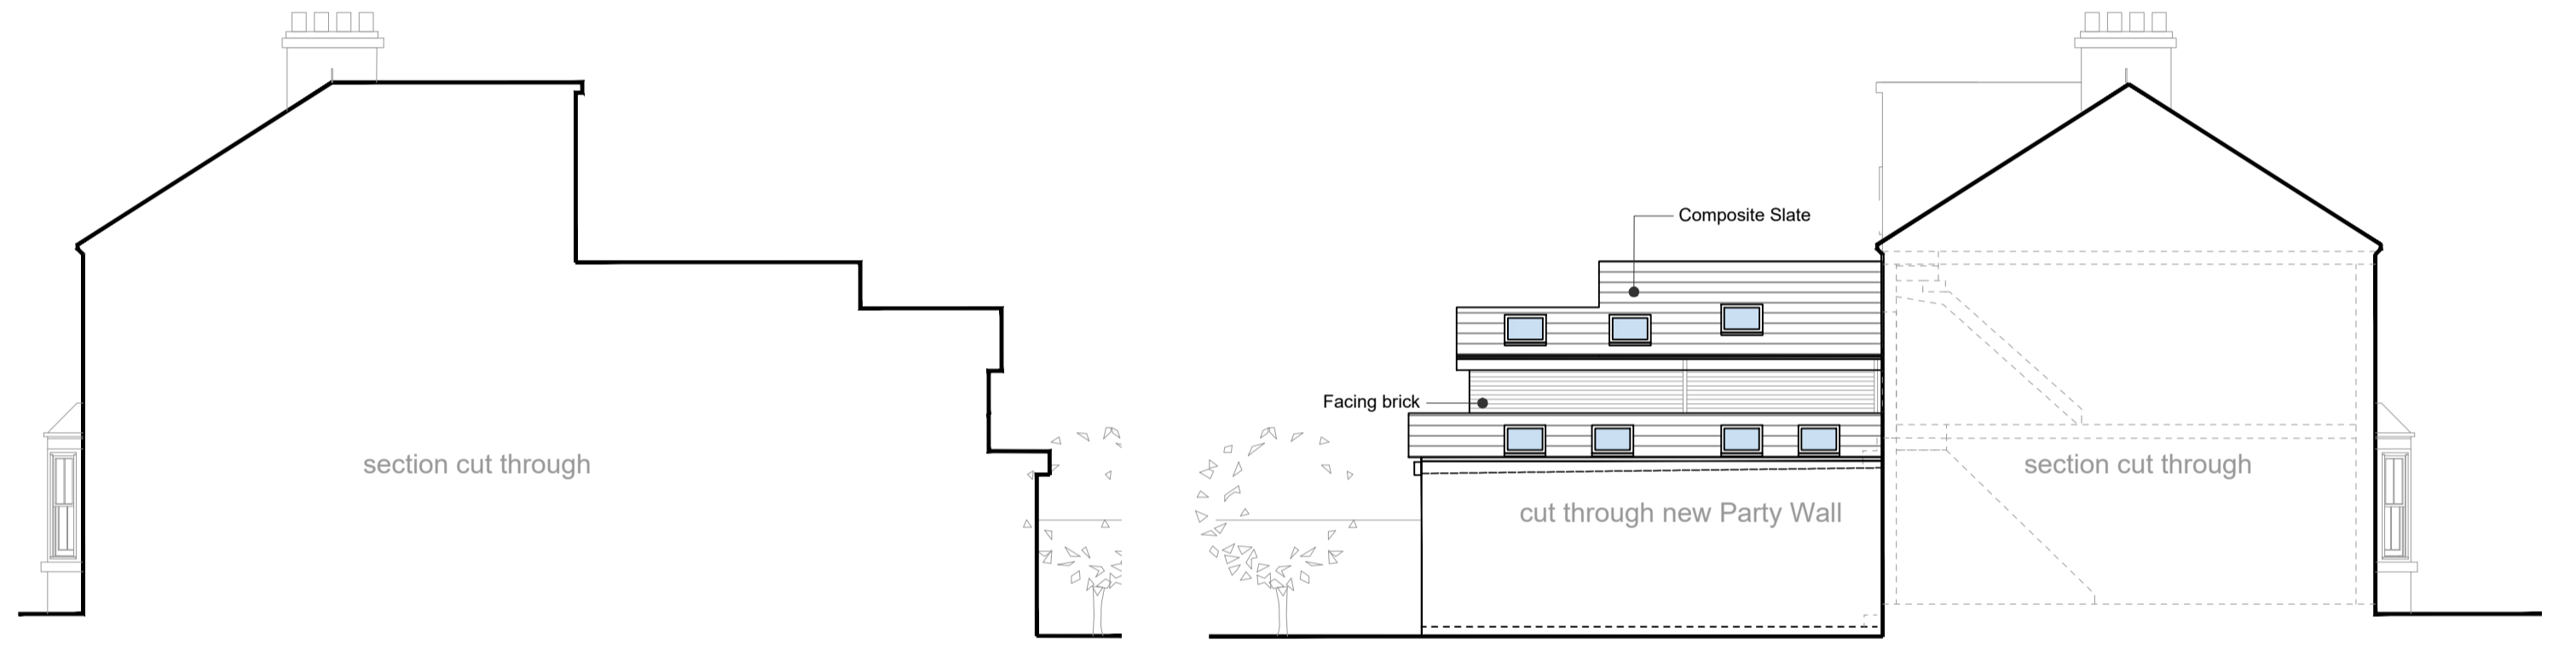 Composite Slate
Facing brick
section cut through
section cut through
cut through new Party Wall